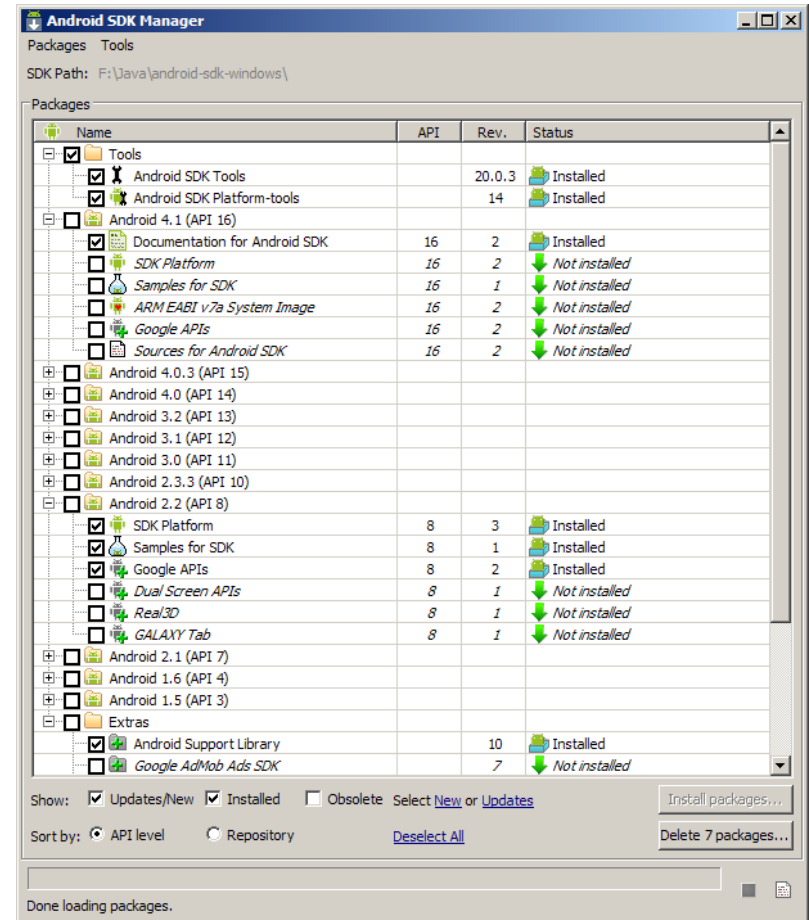 Android SDK Manager
Packages Tools
SDK Path: F:\Java\android-sdk-windows\
Packages
Name API Rev. Status
Tools
Android SDK Tools 20.0.3 Installed
Android SDK Platform-tools 14 Installed
Android 4.1 (API 16)
Documentation for Android SDK 16 2 Installed
SDK Platform 16 2 Not installed
Samples for SDK 16 1 Not installed
ARM EABI v7a System Image 16 2 Not installed
Google APIs 16 2 Not installed
Sources for Android SDK 16 2 Not installed
Android 4.0.3 (API 15)
Android 4.0 (API 14)
Android 3.2 (API 13)
Android 3.1 (API 12)
Android 3.0 (API 11)
Android 2.3.3 (API 10)
Android 2.2 (API 8)
SDK Platform 8 3 Installed
Samples for SDK 8 1 Installed
Google APIs 8 2 Installed
Dual Screen APIs 8 1 Not installed
Real3D 8 1 Not installed
GALAXY Tab 8 1 Not installed
Android 2.1 (API 7)
Android 1.6 (API 4)
Android 1.5 (API 3)
Extras
Android Support Library 10 Installed
Google AdMob Ads SDK 7 Not installed
Show: Updates/New Installed Obsolete Select New or Updates Install packages...
Sort by: API level Repository Deselect All Delete 7 packages...
Done loading packages.